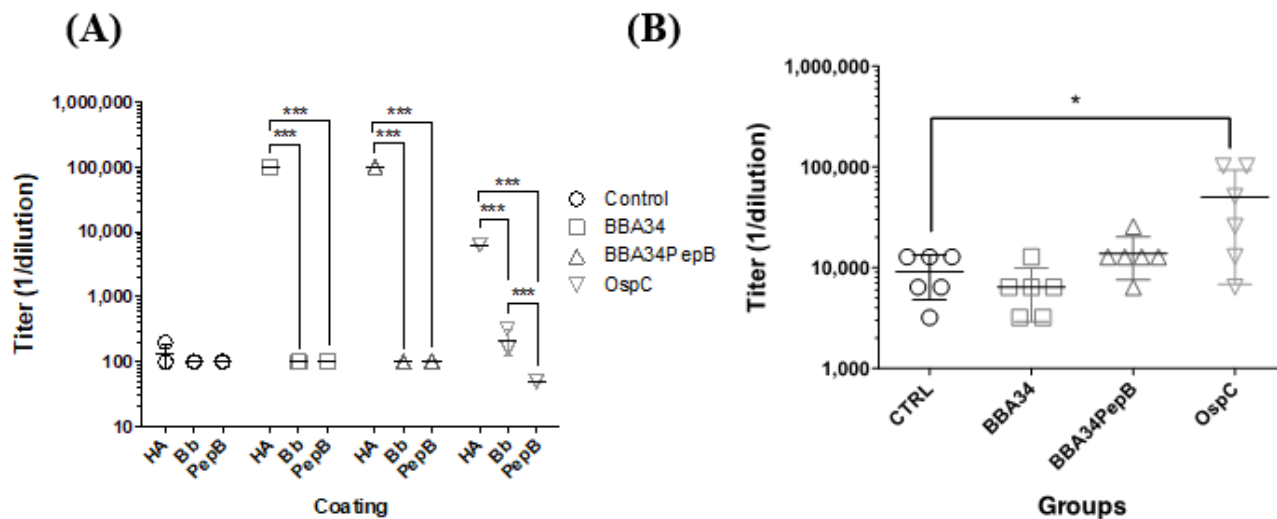 (A)
Titer (1/dilution)
1,000,000
100,000
10,000
1,000
100
10
***
***
***
***
***
***
***
HA
Bb
PepB
HA
Bb
PepB
HA
Bb
PepB
HA
Bb
PepB
Coating
Control
BBA34
BBA34PepB
OspC
(B)
Titer (1/dilution)
1,000,000
100,000
10,000
1,000
*
CTRL
BBA34
BBA34PepB
OspC
Groups